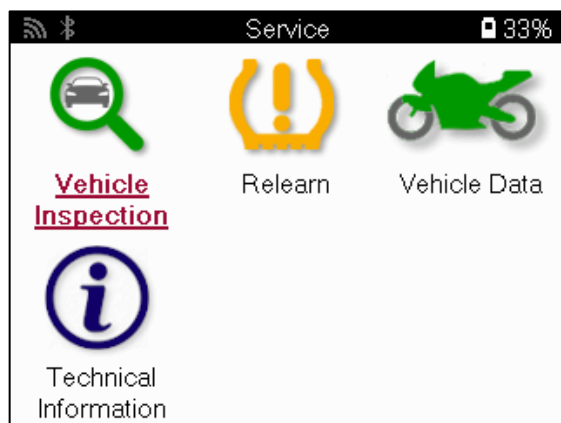 Service 33%
Vehicle
Inspection
Relearn
Vehicle Data
Technical
Information